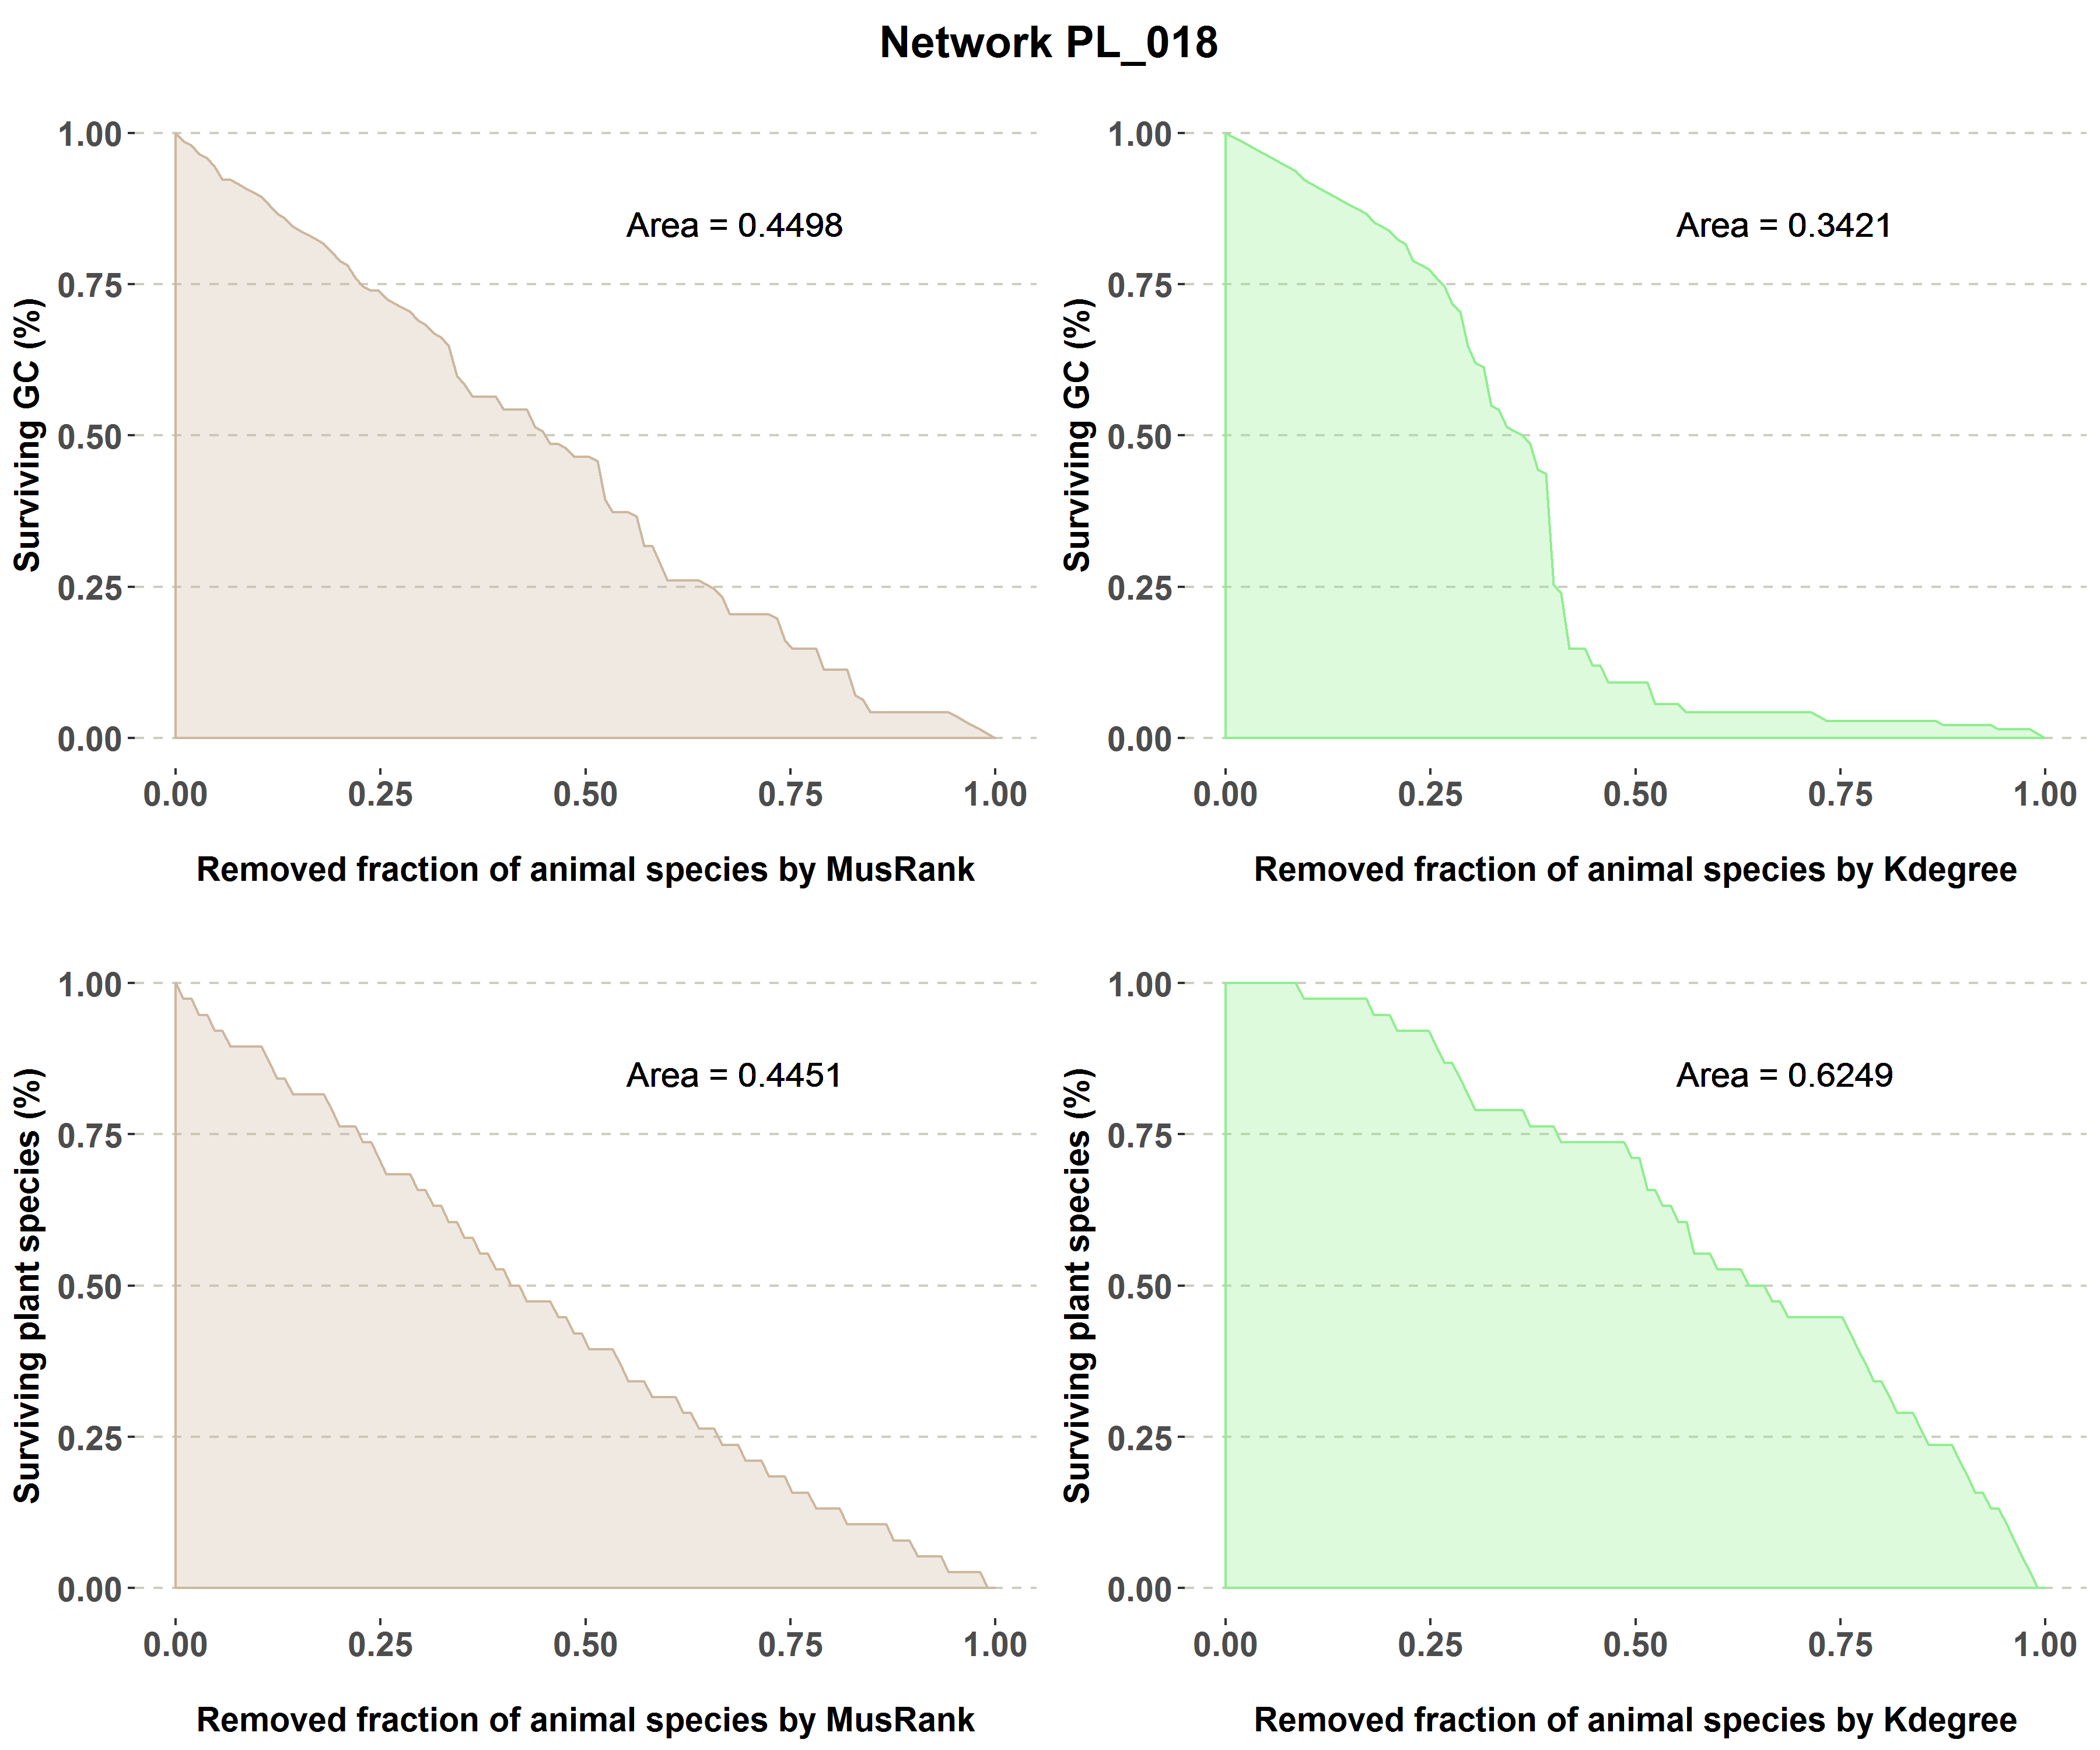 Network PL_018
Surviving GC (%)
1.00
0.75
0.50
0.25
0.00
Area = 0.4498
0.00 0.25 0.50 0.75 1.00
Removed fraction of animal species by MusRank
Surviving GC (%)
1.00
0.75
0.50
0.25
0.00
Area = 0.3421
0.00 0.25 0.50 0.75 1.00
Removed fraction of animal species by Kdegree
Surviving plant species (%)
1.00
0.75
0.50
0.25
0.00
Area = 0.4451
0.00 0.25 0.50 0.75 1.00
Removed fraction of animal species by MusRank
Surviving plant species (%)
1.00
0.75
0.50
0.25
0.00
Area = 0.6249
0.00 0.25 0.50 0.75 1.00
Removed fraction of animal species by Kdegree